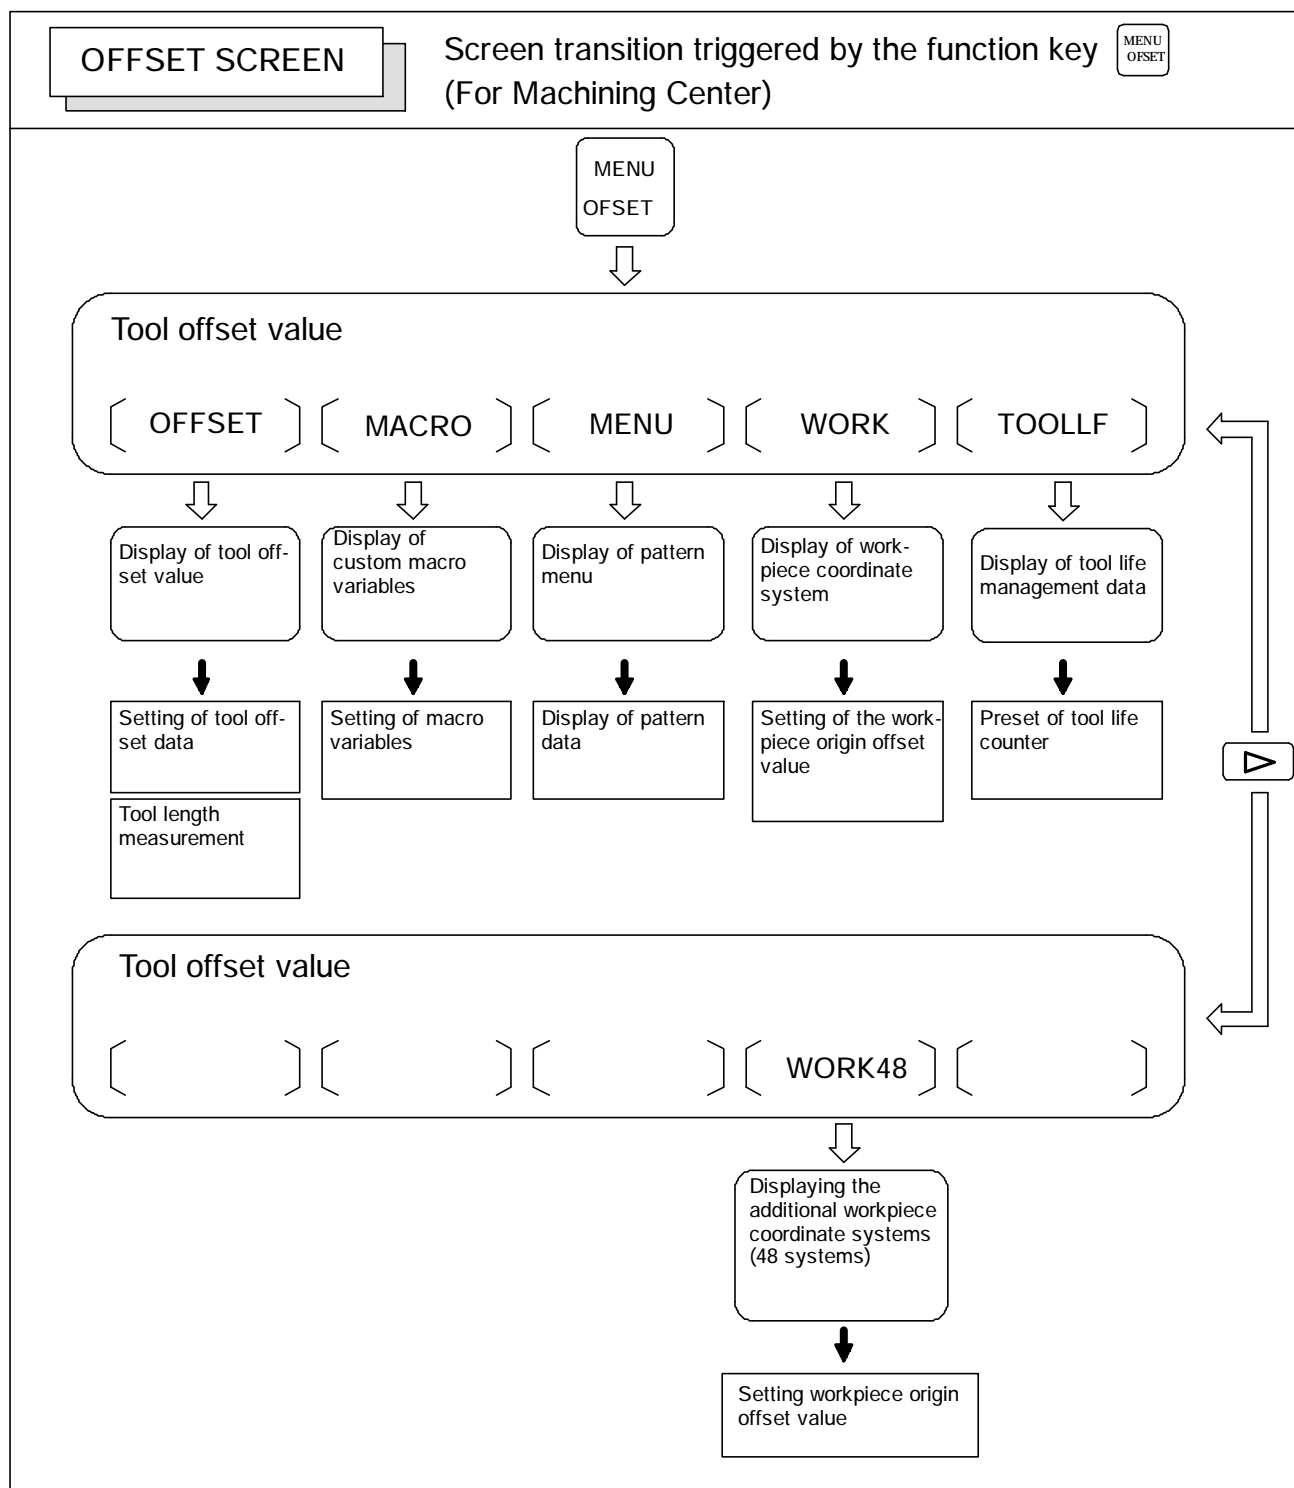 OFFSET SCREEN
Screen transition triggered by the function key
(For Machining Center)
MENU
OFSET
MENU
OFSET
Tool offset value
OFFSET
MACRO
MENU
WORK
TOOLLF
Display of tool off-
set value
Display of
custom macro
variables
Display of pattern
menu
Display of work-
piece coordinate
system
Display of tool life
management data
Setting of tool off-
set data
Setting of macro
variables
Display of pattern
data
Setting of the work-
piece origin offset
value
Preset of tool life
counter
Tool length
measurement
Tool offset value
WORK48
Displaying the
additional workpiece
coordinate systems
(48 systems)
Setting workpiece origin
offset value